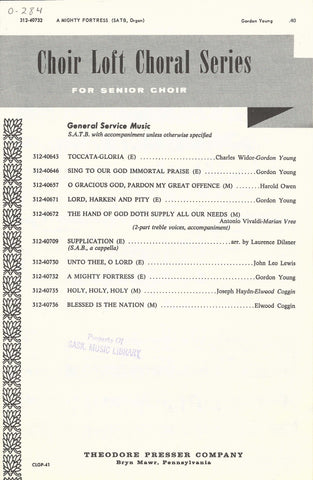 0-284
312-40732 A MIGHTY FORTRESS (SATB, Organ) Gordon Young .40
Choir Loft Choral Series
FOR SENIOR CHOIR
General Service Music
S.A.T.B. with accompaniment unless otherwise specified
312-40645 TOCCATA-GLORIA (E) Charles Widor-Gordon Young
312-40646 SING TO OUR GOD IMMORTAL PRAISE (E) Gordon Young
312-40657 O GRACIOUS GOD, PARDON MY GREAT OFFENCE (M) Harold Owen
312-40671 LORD, HARKEN AND PITY (E) Gordon Young
312-40672 THE HAND OF GOD DOTH SUPPLY ALL OUR NEEDS (M)
Antonio Vivaldi-Marian Vree
(2-part treble voices, accompaniment)
312-40709 SUPPLICATION (E) arr. by Laurence Dilsner
(S.A.B., a cappella)
312-40730 UNTO THEE, O LORD (E) John Leo Lewis
312-40732 A MIGHTY FORTRESS (E) Gordon Young
312-40735 HOLY, HOLY, HOLY (M) Joseph Haydn-Elwood Coggin
312-40736 BLESSED IS THE NATION (M) Elwood Coggin
Property Of
SASK. MUSIC LIBRARY
THEODORE PRESSER COMPANY
Bryn Mawr, Pennsylvania
CLGP-41